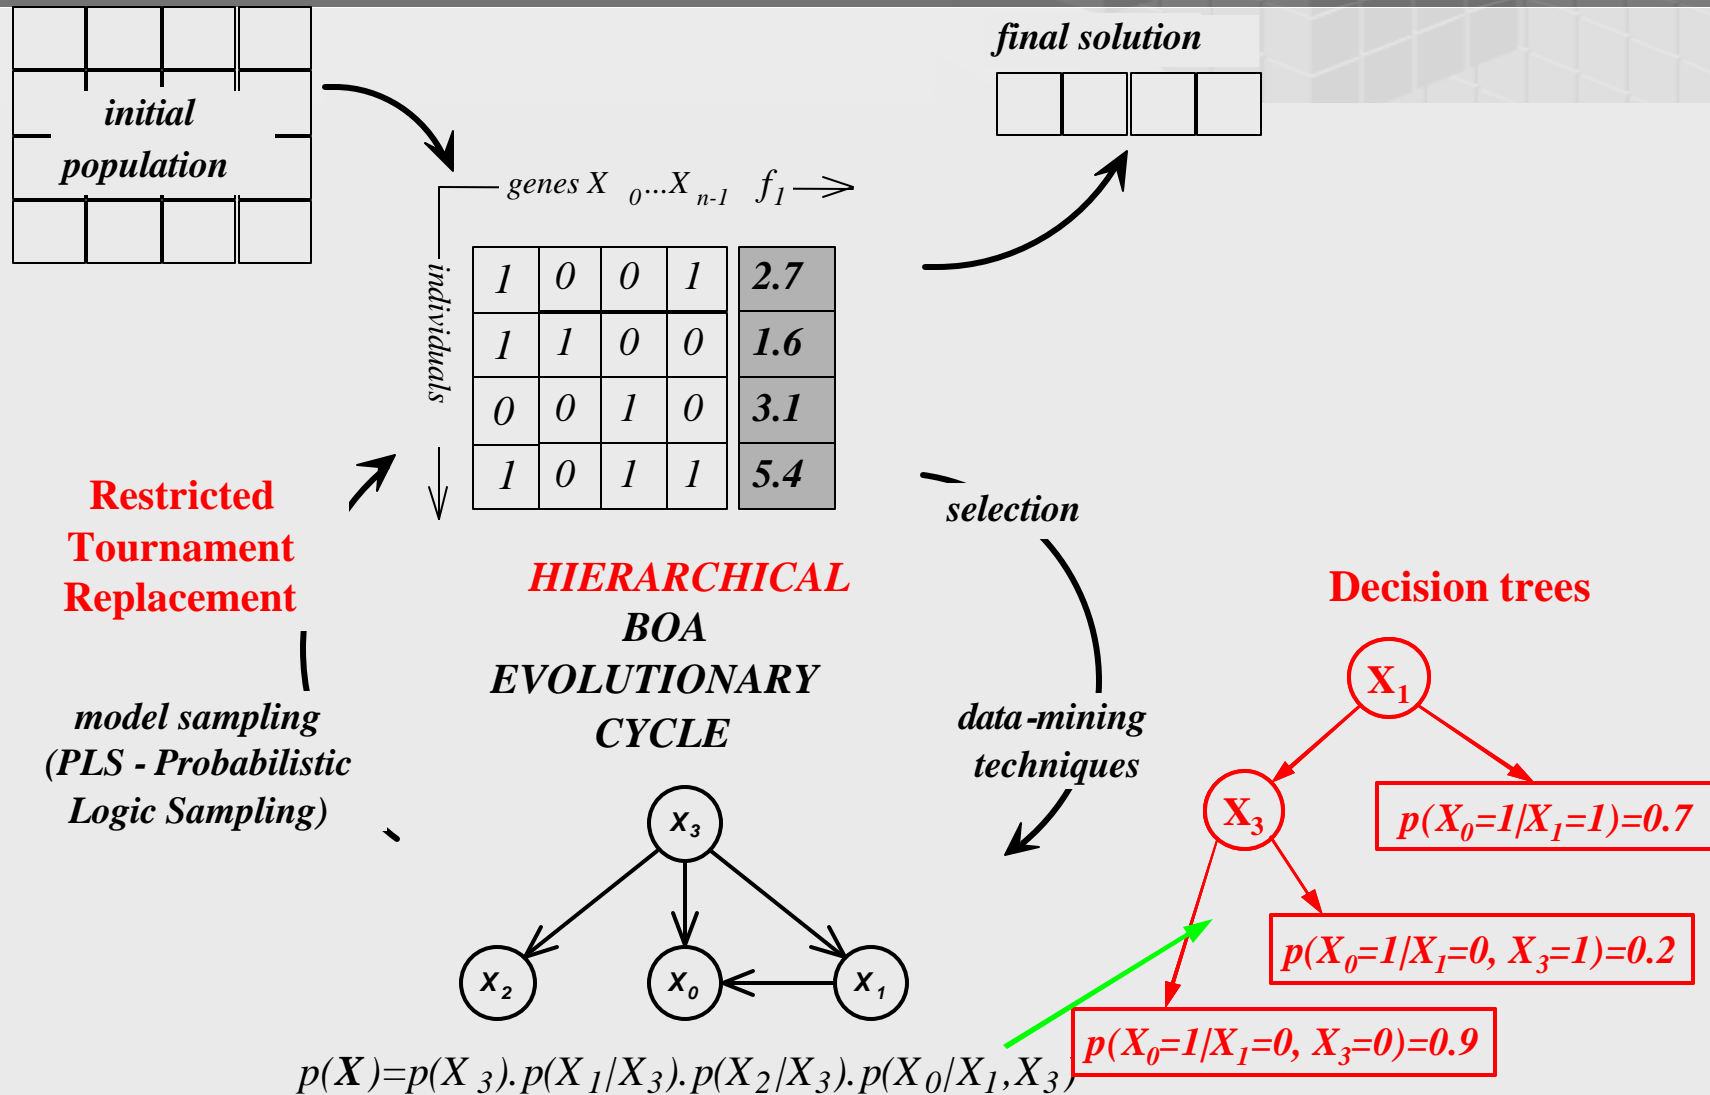 initial
population
final solution
genes X 0...X n-1 f1
individuals
1 0 0 1 2.7
1 1 0 0 1.6
0 0 1 0 3.1
1 0 1 1 5.4
selection
Restricted
Tournament
Replacement
HIERARCHICAL
BOA
EVOLUTIONARY
CYCLE
model sampling
(PLS - Probabilistic
Logic Sampling)
data-mining
techniques
X3
X2
X0
X1
p(X)=p(X 3).p(X1/X3).p(X2/X3).p(X0/X1,X3)
Decision trees
X1
X3
p(X0=1/X1=1)=0.7
p(X0=1/X1=0, X3=1)=0.2
p(X0=1/X1=0, X3=0)=0.9